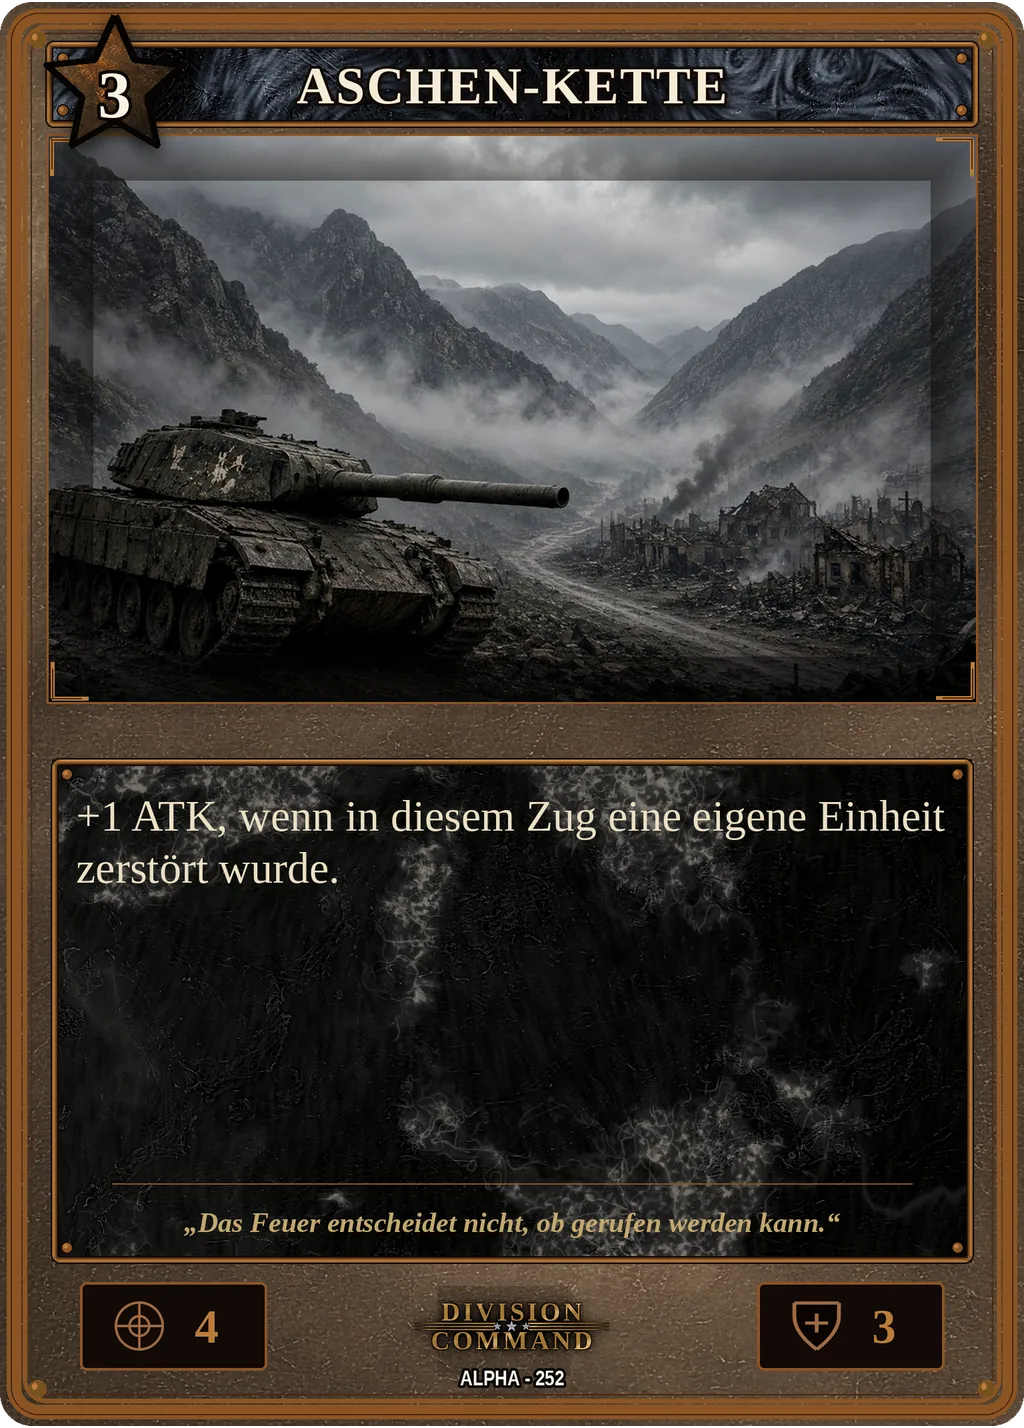 3
ASCHEN-KETTE
+1 ATK, wenn in diesem Zug eine eigene Einheit
zerstört wurde.
„Das Feuer entscheidet nicht, ob gerufen werden kann.“
4
DIVISION
COMMAND
3
ALPHA - 252